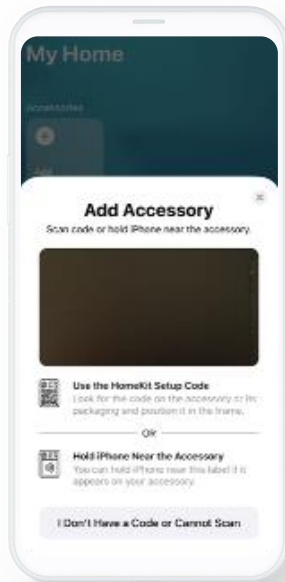 My Home
Accessories
Add
Add Accessory
Scan code or hold iPhone near the accessory.
Use the HomeKit Setup Code
Look for the code on the accessory or its
packaging and position it in the frame.
OR
Hold iPhone Near the Accessory
You can hold iPhone near this label if it
appears on your accessory.
I Don't Have a Code or Cannot Scan